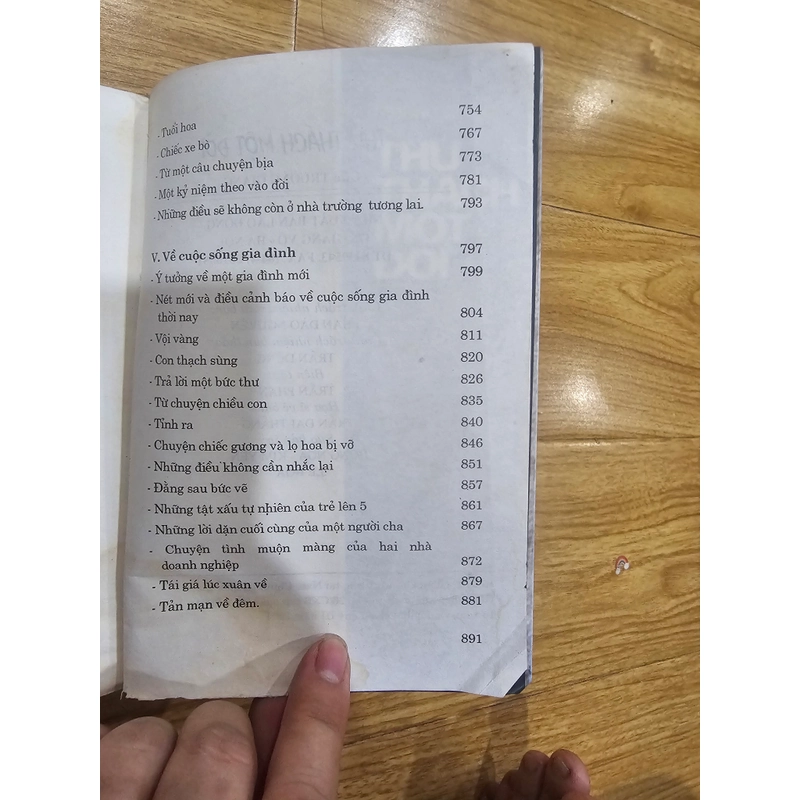 754
- Tuổi hoa 767
- Chiếc xe bò 773
- Từ một câu chuyện bịa 781
- Một kỷ niệm theo vào đời 793
- Những điều sẽ không còn ở nhà trường tương lai.
V. Về cuộc sống gia đình 797
- Ý tưởng về một gia đình mới 799
- Nét mới và điều cảnh báo về cuộc sống gia đình
thời nay 804
- Vội vàng 811
- Con thạch sùng 820
- Trả lời một bức thư 826
- Từ chuyện chiều con 835
- Tỉnh ra 840
- Chuyện chiếc gương và lọ hoa bị vỡ 846
- Những điều không cần nhắc lại 851
- Đằng sau bức vẽ 857
- Những tật xấu tự nhiên của trẻ lên 5 861
- Những lời dặn cuối cùng của một người cha 867
- Chuyện tình muộn màng của hai nhà
doanh nghiệp 872
- Tái giá lúc xuân về 879
- Tản mạn về đêm. 881
891